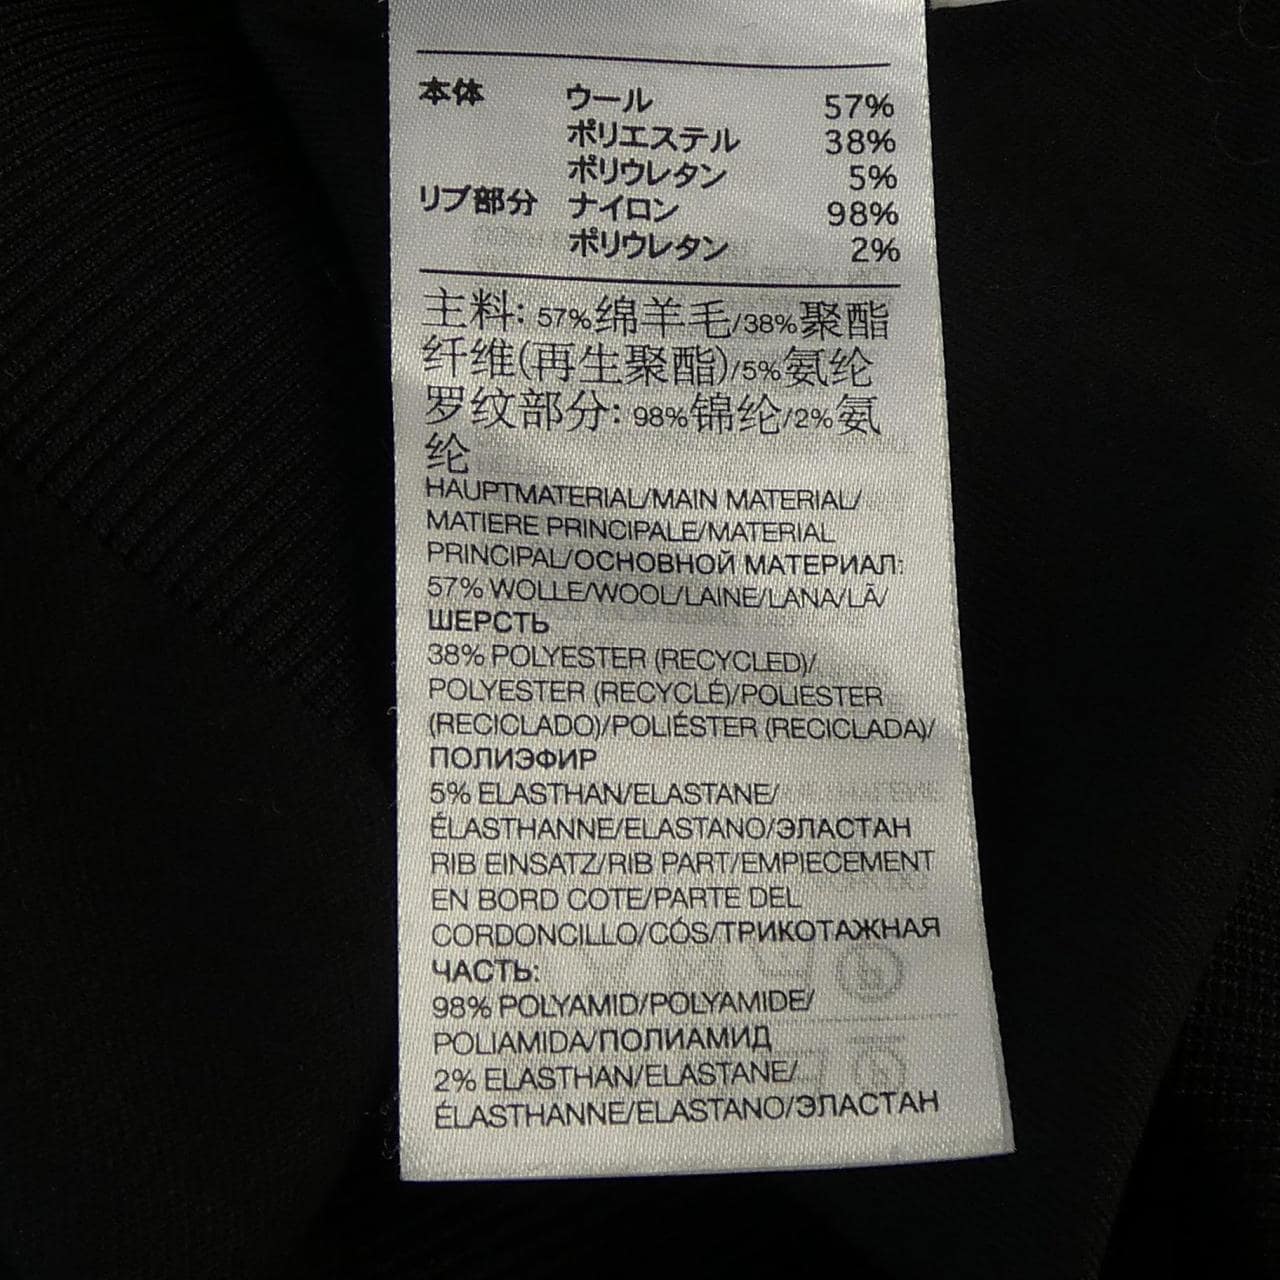 本体 ウール 57%
ポリエステル 38%
ポリウレタン 5%
リブ部分 ナイロン 98%
ポリウレタン 2%
主料: 57%绵羊毛/38%聚酯
纤维(再生聚酯)/5%氨纶
罗纹部分: 98%锦纶/2%氨
纶
HAUPTMATERIAL/MAIN MATERIAL/
MATIERE PRINCIPALE/MATERIAL
PRINCIPAL/ОСНОВНОЙ МАТЕРИАЛ:
57% WOLLE/WOOL/LAINE/LANA/LÃ/
ШЕРСТЬ
38% POLYESTER (RECYCLED)/
POLYESTER (RECYCLÉ)/POLIESTER
(RECICLADO)/POLIÉSTER (RECICLADA)/
ПОЛИЭФИР
5% ELASTHAN/ELASTANE/
ÉLASTHANNE/ELASTANO/ЭЛАСТАН
RIB EINSATZ/RIB PART/EMPIECEMENT
EN BORD COTE/PARTE DEL
CORDONCILLO/CÓS/ТРИКОТАЖНАЯ
ЧАСТЬ:
98% POLYAMID/POLYAMIDE/
POLIAMIDA/ПОЛИАМИД
2% ELASTHAN/ELASTANE/
ÉLASTHANNE/ELASTANO/ЭЛАСТАН